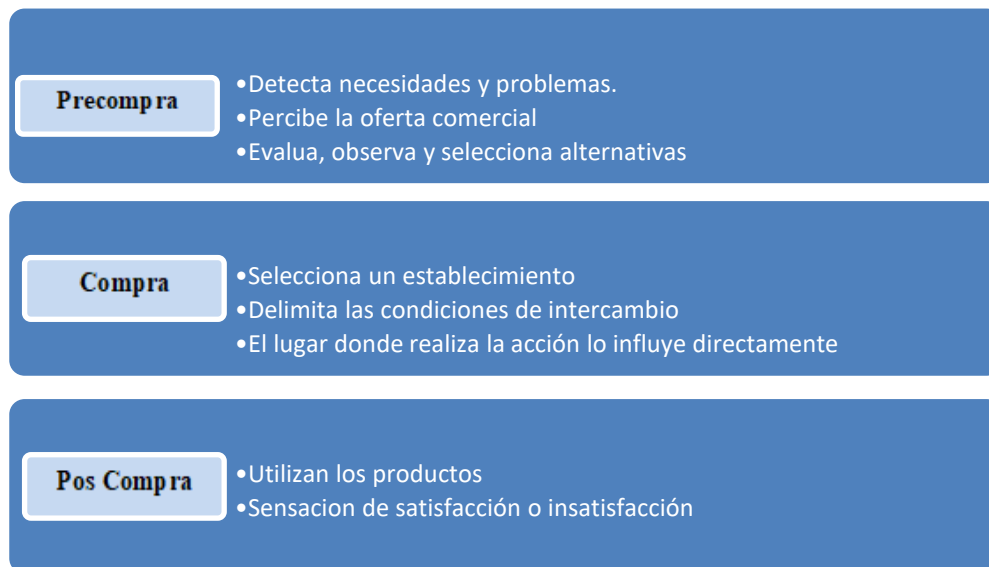 Precompra
•Detecta necesidades y problemas.
•Percibe la oferta comercial
•Evalua, observa y selecciona alternativas
Compra
•Selecciona un establecimiento
•Delimita las condiciones de intercambio
•El lugar donde realiza la acción lo influye directamente
Pos Compra
•Utilizan los productos
•Sensacion de satisfacción o insatisfacción